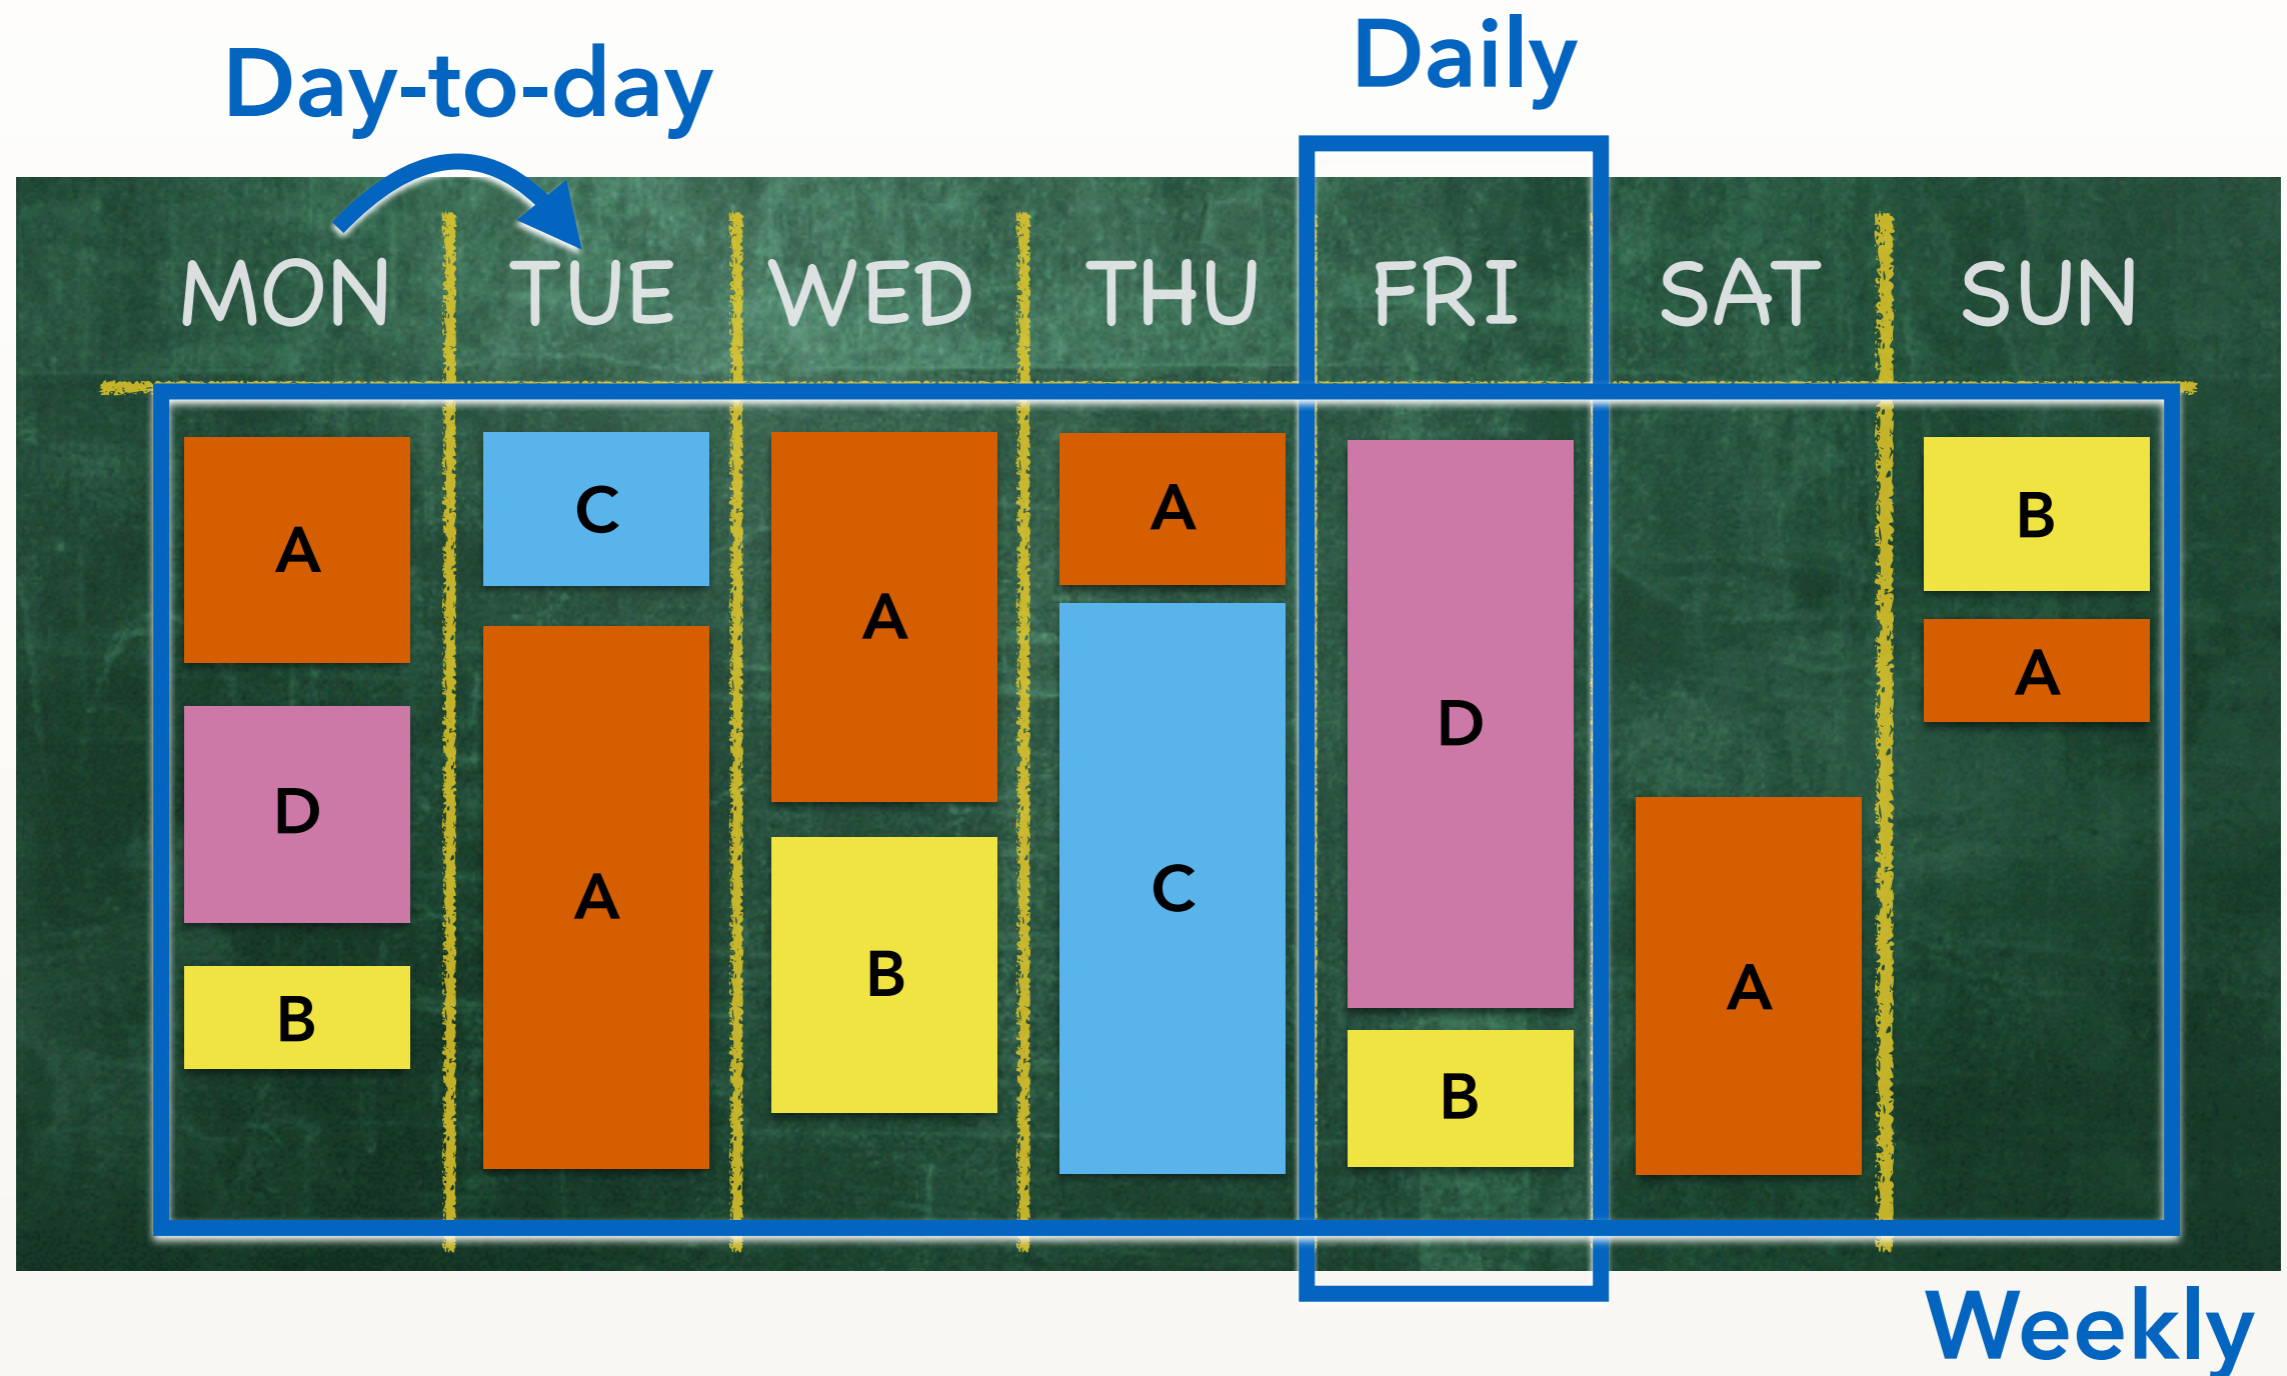 Day-to-day
Daily
MON TUE WED THU FRI SAT SUN
A C A A D B
A
D A B C A
B B
Weekly